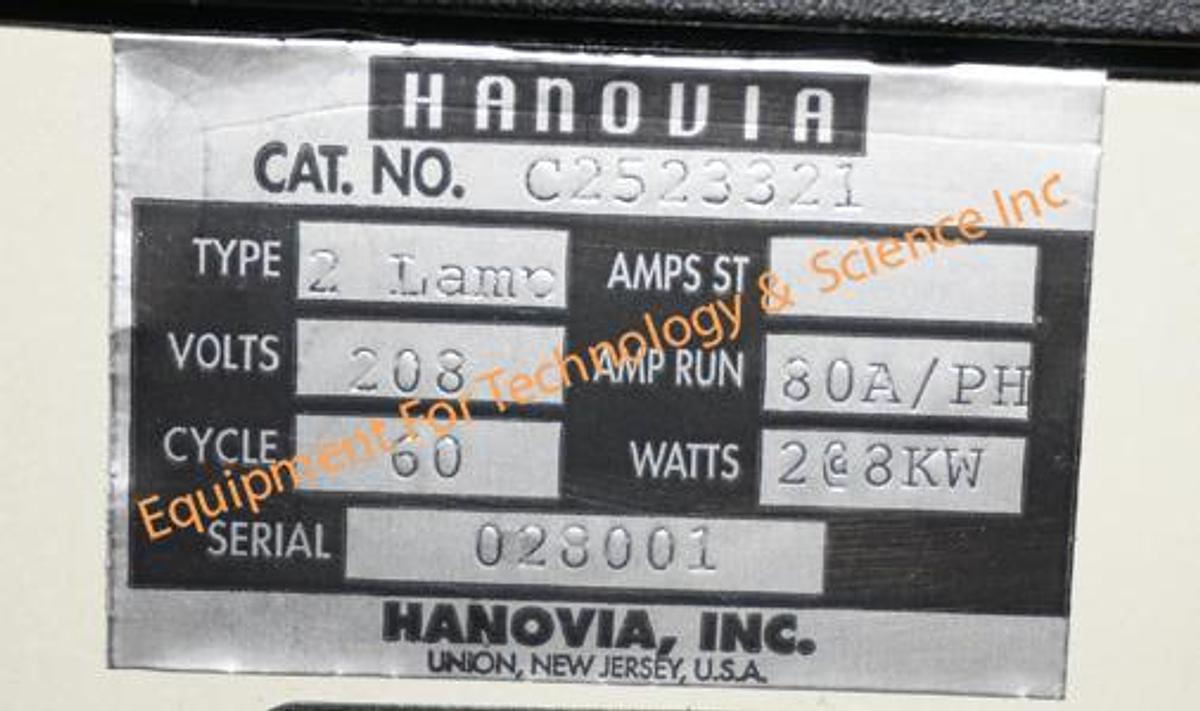 HANOVIA
CAT. NO. C2523321
TYPE 2 Lamp AMPS ST
VOLTS 208 AMP RUN 80A/PH
CYCLE 60 WATTS 2@8KW
SERIAL 028001
HANOVIA, INC.
UNION, NEW JERSEY, U.S.A.
Equipment For Technology & Science Inc